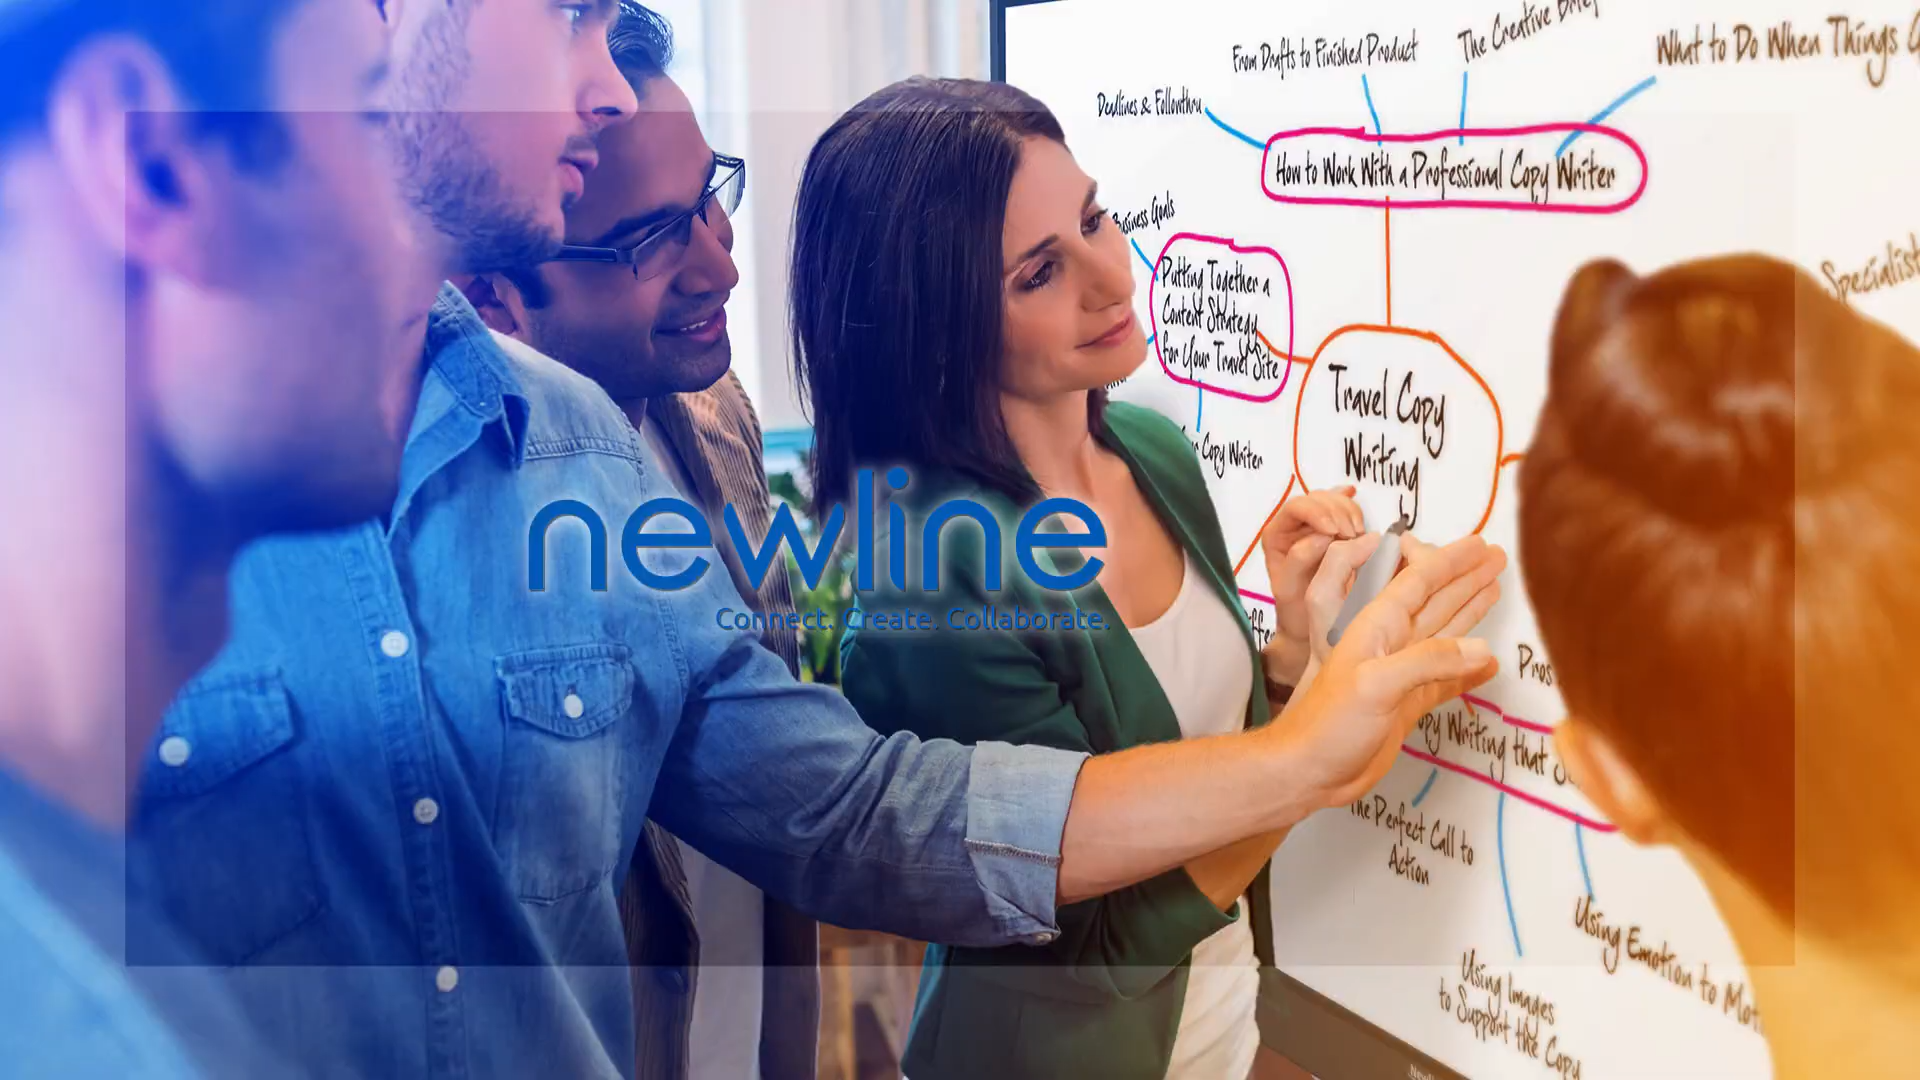 The Creative Brief
From Drafts to Finished Product
What to Do When Things
Deadlines & Followthru
How to Work With a Professional Copy Writer
Business Goals
Putting Together a
Content Strategy
for Your Travel Site
Specialist
Travel Copy
Writing
Copy Writer
newline
Connect. Create. Collaborate.
Writing that
The Perfect Call to
Action
Using Emotion to
Using Images
to Support the Copy